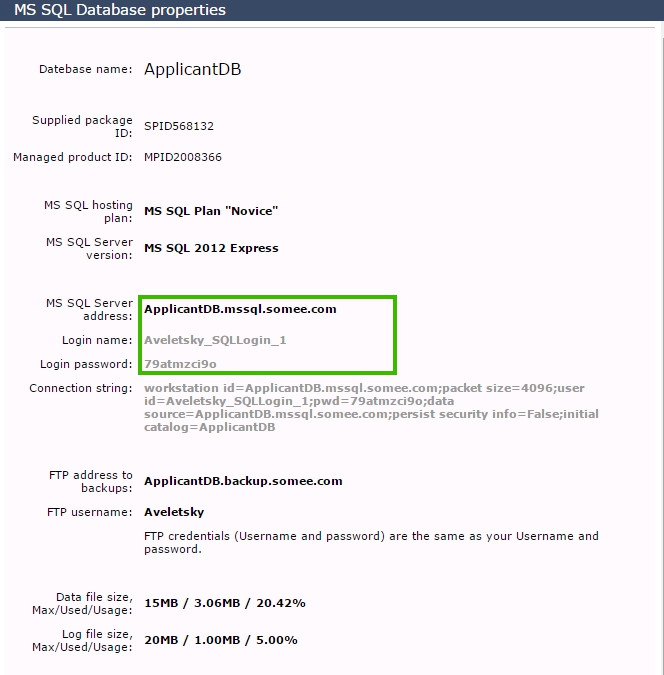 MS SQL Database properties
Datebase name: ApplicantDB
Supplied package
ID: SPID568132
Managed product ID: MPID2008366
MS SQL hosting
plan: MS SQL Plan "Novice"
MS SQL Server
version: MS SQL 2012 Express
MS SQL Server
address: ApplicantDB.mssql.somee.com
Login name: Aveletsky_SQLLogin_1
Login password: 79atmzci9o
Connection string: workstation id=ApplicantDB.mssql.somee.com;packet size=4096;user
id=Aveletsky_SQLLogin_1;pwd=79atmzci9o;data
source=ApplicantDB.mssql.somee.com;persist security info=False;initial
catalog=ApplicantDB
FTP address to
backups: ApplicantDB.backup.somee.com
FTP username: Aveletsky
FTP credentials (Username and password) are the same as your Username and
password.
Data file size,
Max/Used/Usage: 15MB / 3.06MB / 20.42%
Log file size,
Max/Used/Usage: 20MB / 1.00MB / 5.00%